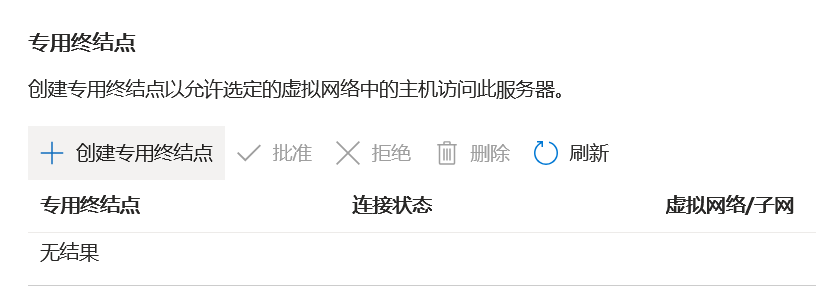 专用终结点
创建专用终结点以允许选定的虚拟网络中的主机访问此服务器。
创建专用终结点 批准 拒绝 删除 刷新
专用终结点 连接状态 虚拟网络/子网
无结果